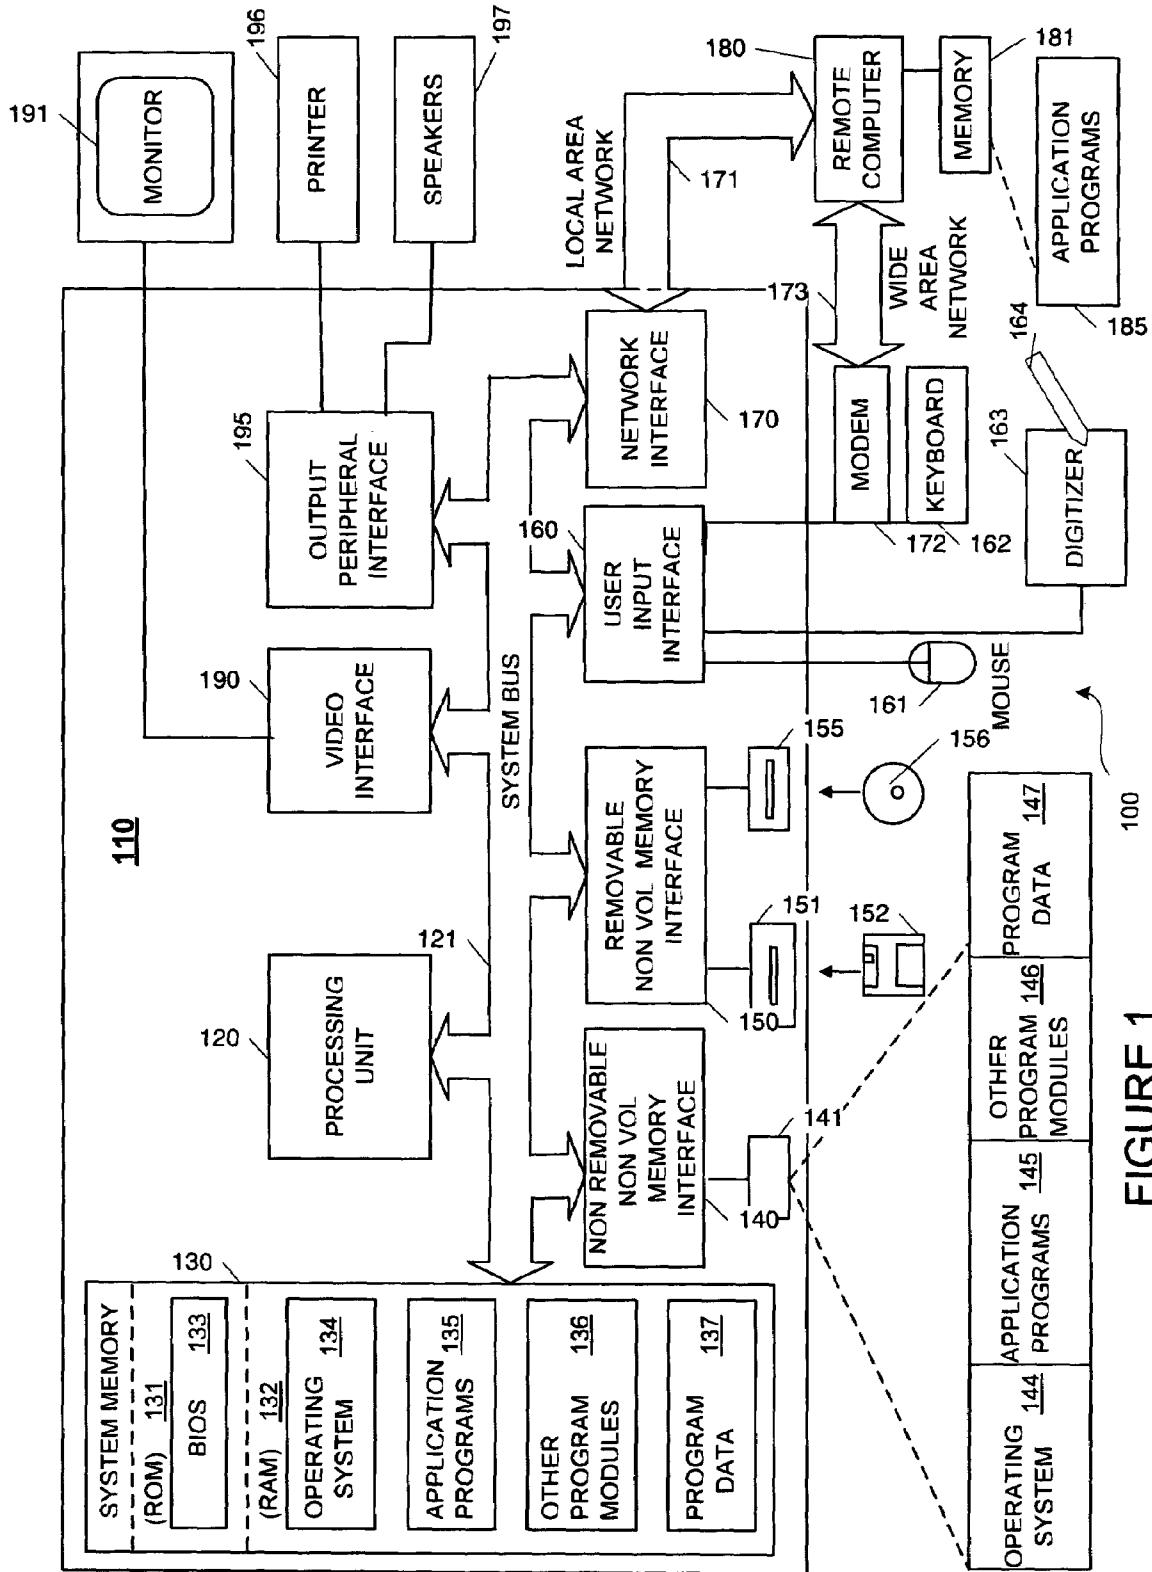 SYSTEM MEMORY
(ROM) 131
BIOS 133
(RAM) 132
OPERATING
SYSTEM 134
APPLICATION
PROGRAMS 135
OTHER
PROGRAM
MODULES 136
PROGRAM
DATA 137
130
110
PROCESSING
UNIT
120
121
VIDEO
INTERFACE
190
OUTPUT
PERIPHERAL
INTERFACE
195
SYSTEM BUS
MONITOR
191
PRINTER
196
SPEAKERS
197
NON REMOVABLE
NON VOL
MEMORY
INTERFACE
140
REMOVABLE
NON VOL MEMORY
INTERFACE
150
USER
INPUT
INTERFACE
160
NETWORK
INTERFACE
170
LOCAL AREA
NETWORK
171
141
151
155
152
156
MOUSE
161
MODEM
172
KEYBOARD
162
173
WIDE
AREA
NETWORK
REMOTE
COMPUTER
180
MEMORY
181
APPLICATION
PROGRAMS
185
DIGITIZER
163
164
OPERATING
SYSTEM 144
APPLICATION
PROGRAMS 145
OTHER
PROGRAM
MODULES 146
PROGRAM
DATA 147
100
FIGURE 1